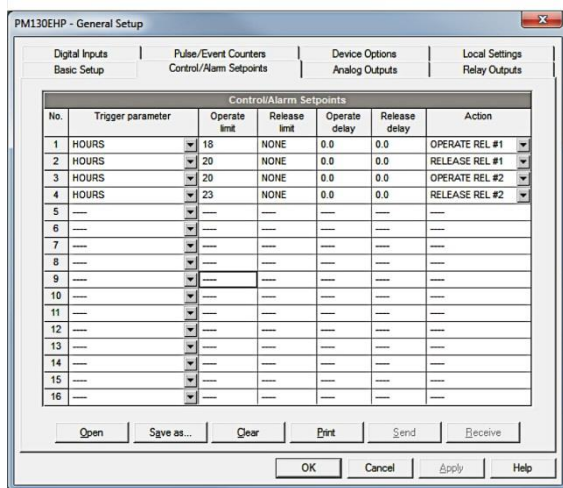 PM130EHP - General Setup
Digital Inputs Pulse/Event Counters Device Options Local Settings
Basic Setup Control/Alarm Setpoints Analog Outputs Relay Outputs
Control/Alarm Setpoints
No. Trigger parameter Operate limit Release limit Operate delay Release delay Action
1 HOURS 18 NONE 0.0 0.0 OPERATE REL #1
2 HOURS 20 NONE 0.0 0.0 RELEASE REL #1
3 HOURS 20 NONE 0.0 0.0 OPERATE REL #2
4 HOURS 23 NONE 0.0 0.0 RELEASE REL #2
5 ---- ---- ---- ---- ---- ----
6 ---- ---- ---- ---- ---- ----
7 ---- ---- ---- ---- ---- ----
8 ---- ---- ---- ---- ---- ----
9 ---- ---- ---- ---- ---- ----
10 ---- ---- ---- ---- ---- ----
11 ---- ---- ---- ---- ---- ----
12 ---- ---- ---- ---- ---- ----
13 ---- ---- ---- ---- ---- ----
14 ---- ---- ---- ---- ---- ----
15 ---- ---- ---- ---- ---- ----
16 ---- ---- ---- ---- ---- ----
Open Save as... Clear Print Send Receive
OK Cancel Apply Help